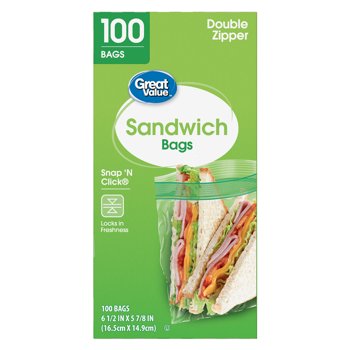 100
BAGS
Double
Zipper
Great
Value™
Sandwich
Bags
Snap 'N
Click®
Locks in
Freshness
100 BAGS
6 1/2 IN X 5 7/8 IN
(16.5cm X 14.9cm)